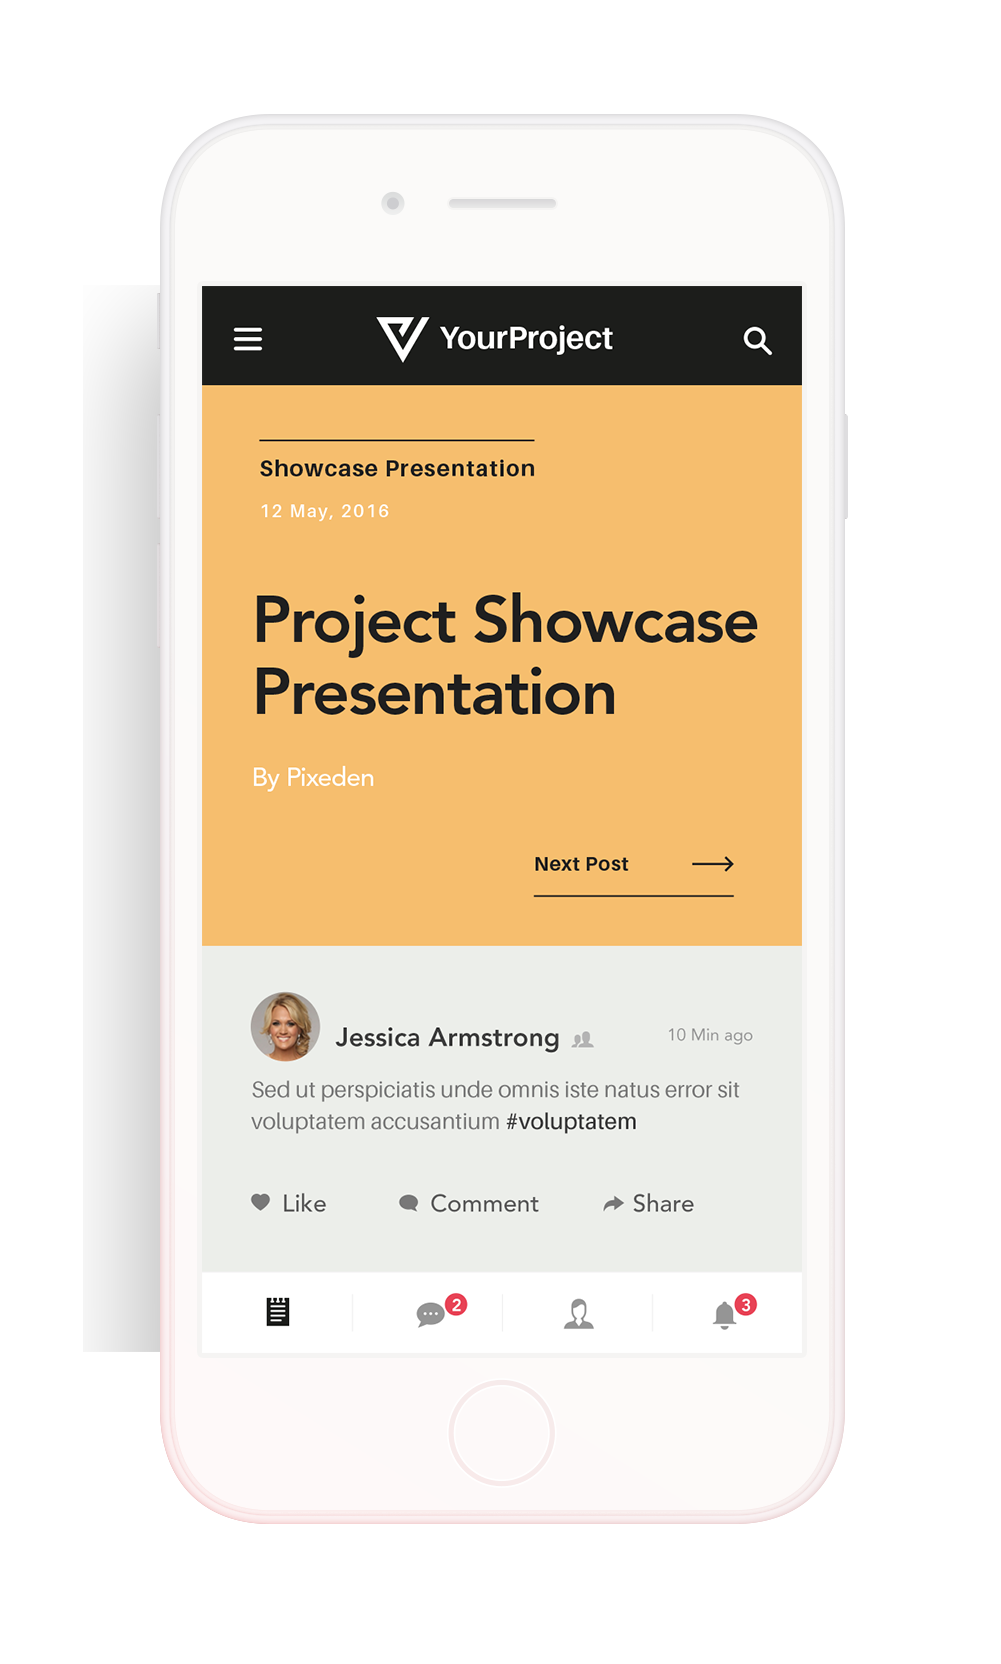 YourProject
Showcase Presentation
12 May, 2016
Project Showcase
Presentation
By Pixeden
Next Post
Jessica Armstrong
10 Min ago
Sed ut perspiciatis unde omnis iste natus error sit
voluptatem accusantium #voluptatem
Like
Comment
Share
2
3